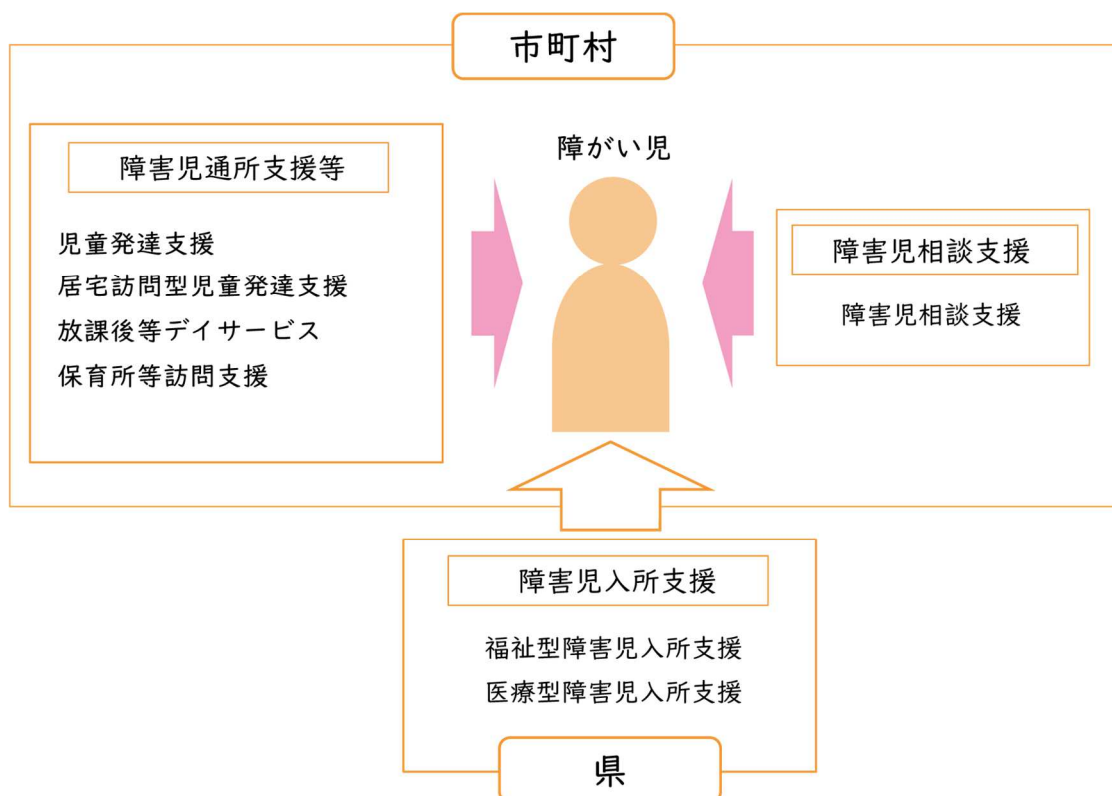 市町村
障害児通所支援等
児童発達支援
居宅訪問型児童発達支援
放課後等デイサービス
保育所等訪問支援
障がい児
障害児相談支援
障害児相談支援
障害児入所支援
福祉型障害児入所支援
医療型障害児入所支援
県